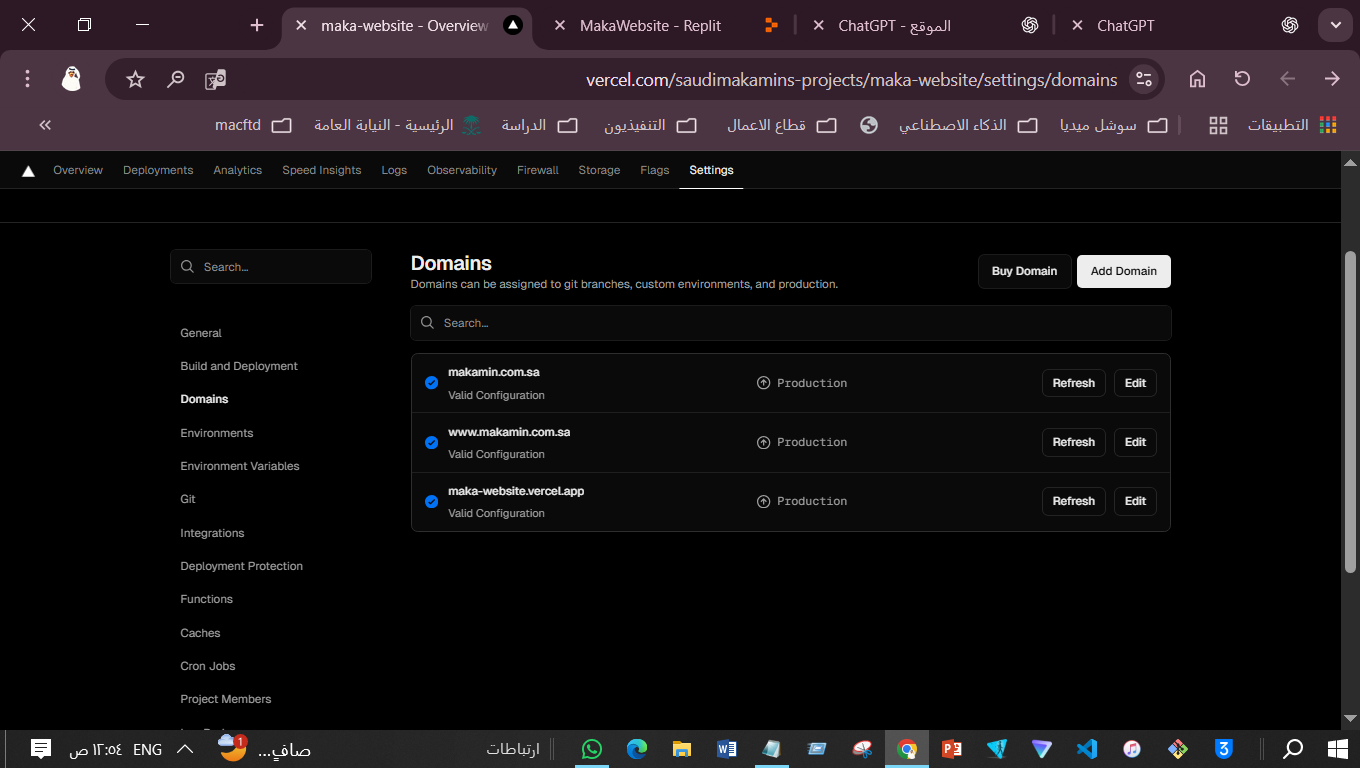 maka-website - Overview
MakaWebsite - Replit
ChatGPT - الموقع
ChatGPT
vercel.com/saudimakamins-projects/maka-website/settings/domains
التطبيقات
سوشل ميديا
الذكاء الاصطناعي
قطاع الاعمال
التنفيذيون
الدراسة
الرئيسية - النيابة العامة
macftd
Overview
Deployments
Analytics
Speed Insights
Logs
Observability
Firewall
Storage
Flags
Settings
Search...
General
Build and Deployment
Domains
Environments
Environment Variables
Git
Integrations
Deployment Protection
Functions
Caches
Cron Jobs
Project Members
Domains
Domains can be assigned to git branches, custom environments, and production.
Buy Domain
Add Domain
Search...
makamin.com.sa
Valid Configuration
Production
Refresh
Edit
www.makamin.com.sa
Valid Configuration
Production
Refresh
Edit
maka-website.vercel.app
Valid Configuration
Production
Refresh
Edit
ارتباطات
صافٍ...
1
ENG
١٢:٥٤ ص